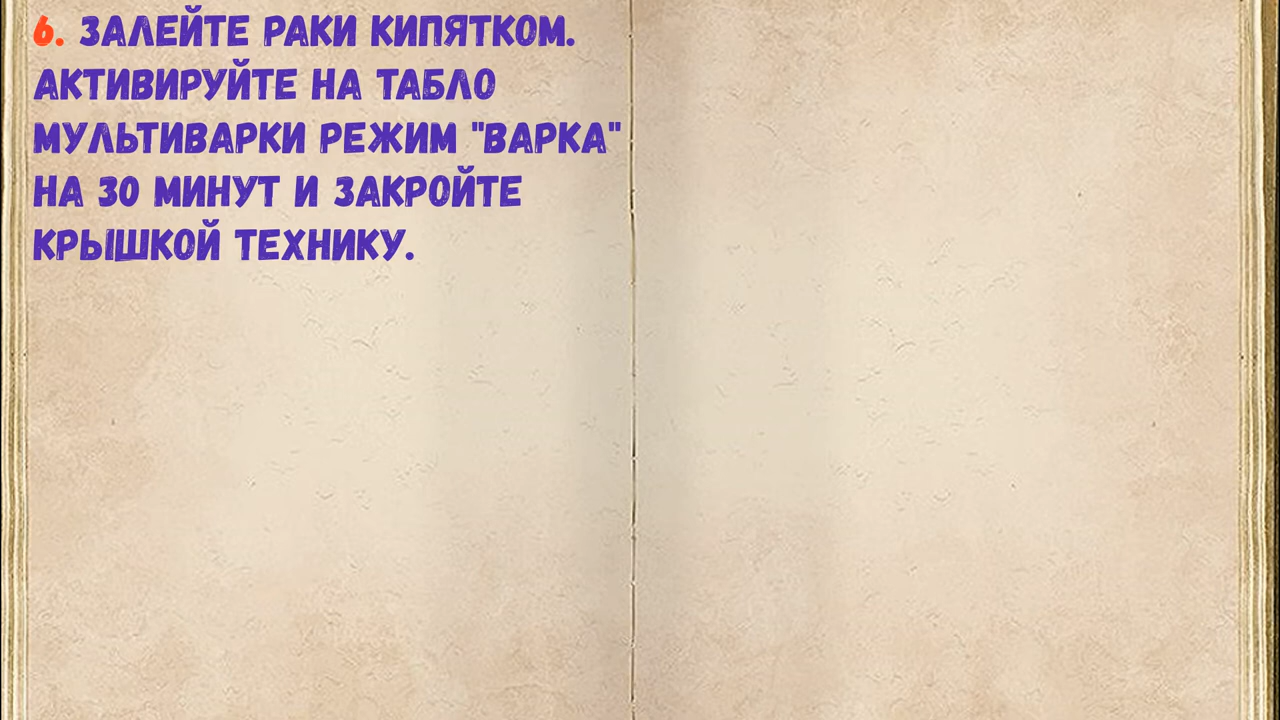 6. ЗАЛЕЙТЕ РАКИ КИПЯТКОМ.
АКТИВИРУЙТЕ НА ТАБЛО
МУЛЬТИВАРКИ РЕЖИМ "ВАРКА"
НА 30 МИНУТ И ЗАКРОЙТЕ
КРЫШКОЙ ТЕХНИКУ.